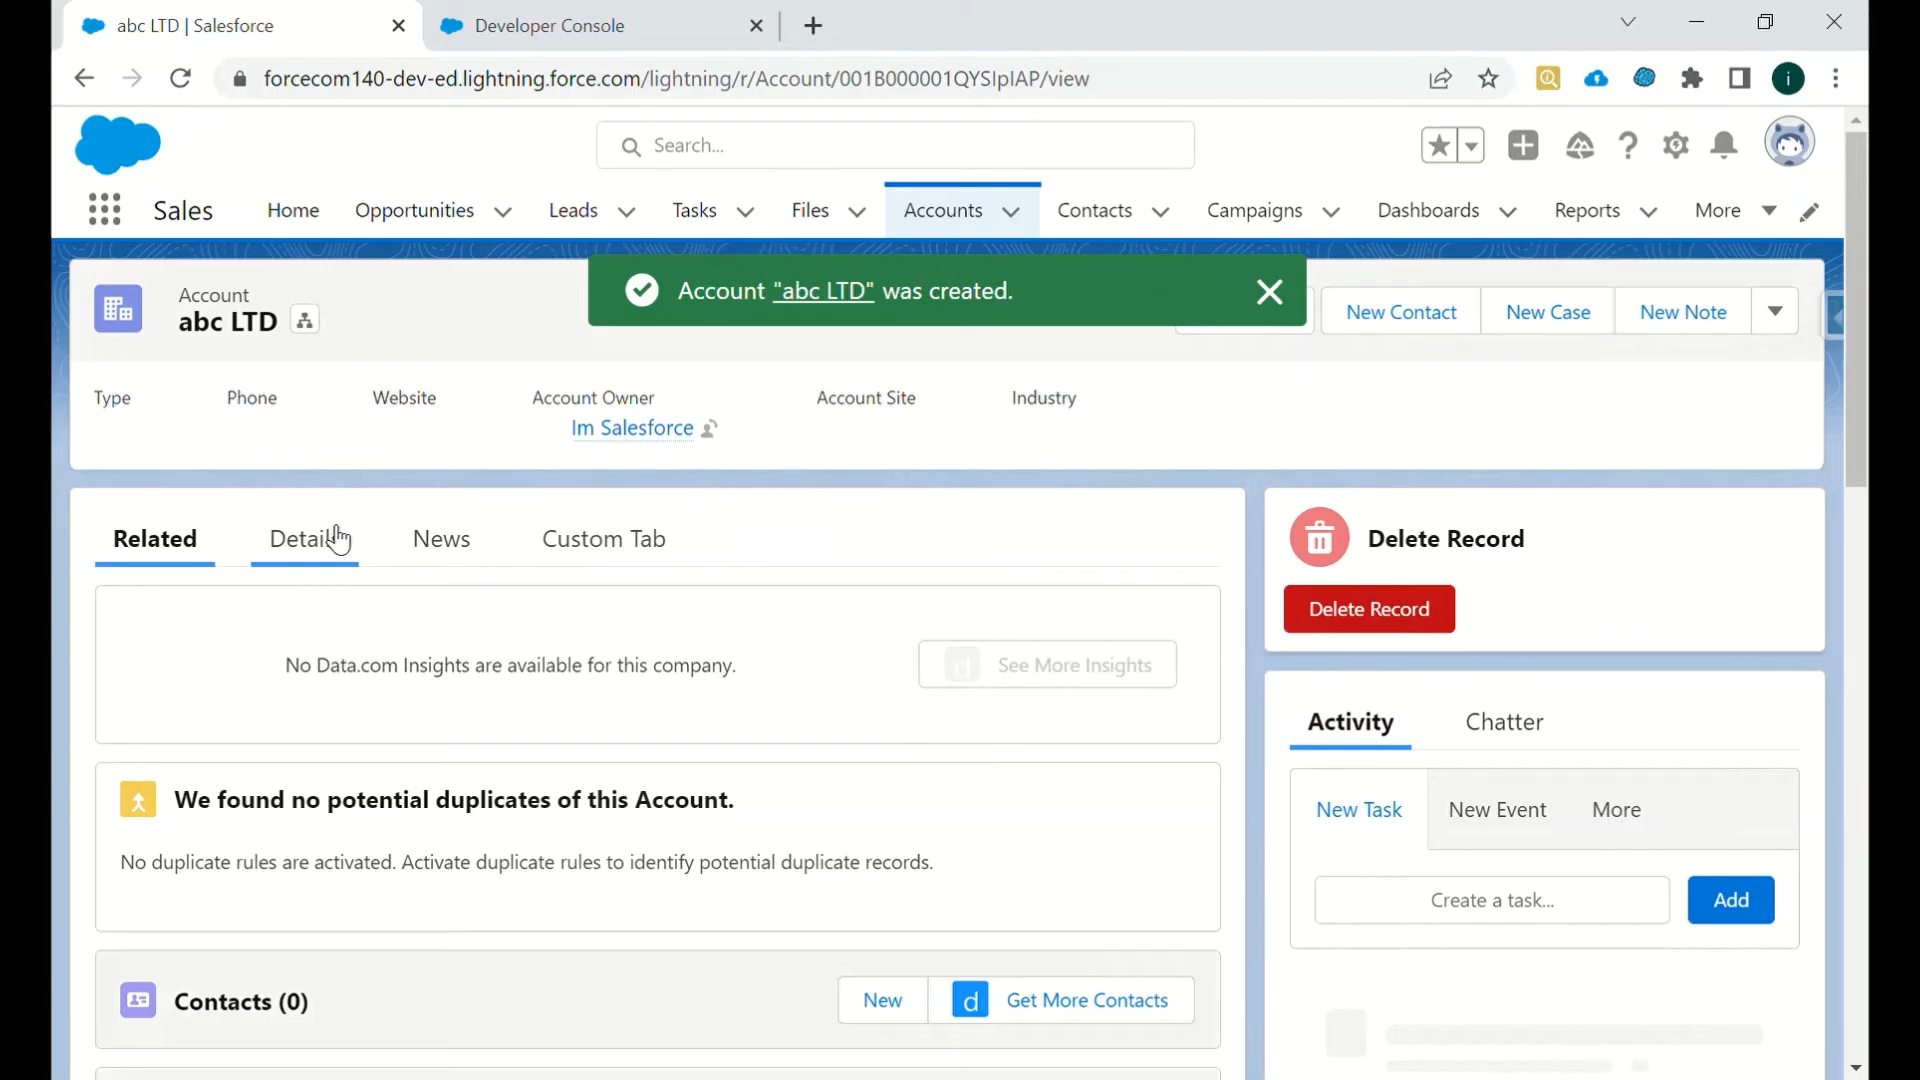 abc LTD | Salesforce
Developer Console
forcecom140-dev-ed.lightning.force.com/lightning/r/Account/001B000001QYSIpIAP/view
i
Search...
Sales
Home
Opportunities
Leads
Tasks
Files
Accounts
Contacts
Campaigns
Dashboards
Reports
More
Account "abc LTD" was created.
Account
abc LTD
New Contact
New Case
New Note
Type
Phone
Website
Account Owner
Account Site
Industry
Im Salesforce
Related
Details
News
Custom Tab
Delete Record
Delete Record
No Data.com Insights are available for this company.
d
See More Insights
Activity
Chatter
We found no potential duplicates of this Account.
No duplicate rules are activated. Activate duplicate rules to identify potential duplicate records.
New Task
New Event
More
Create a task...
Add
Contacts (0)
New
d
Get More Contacts